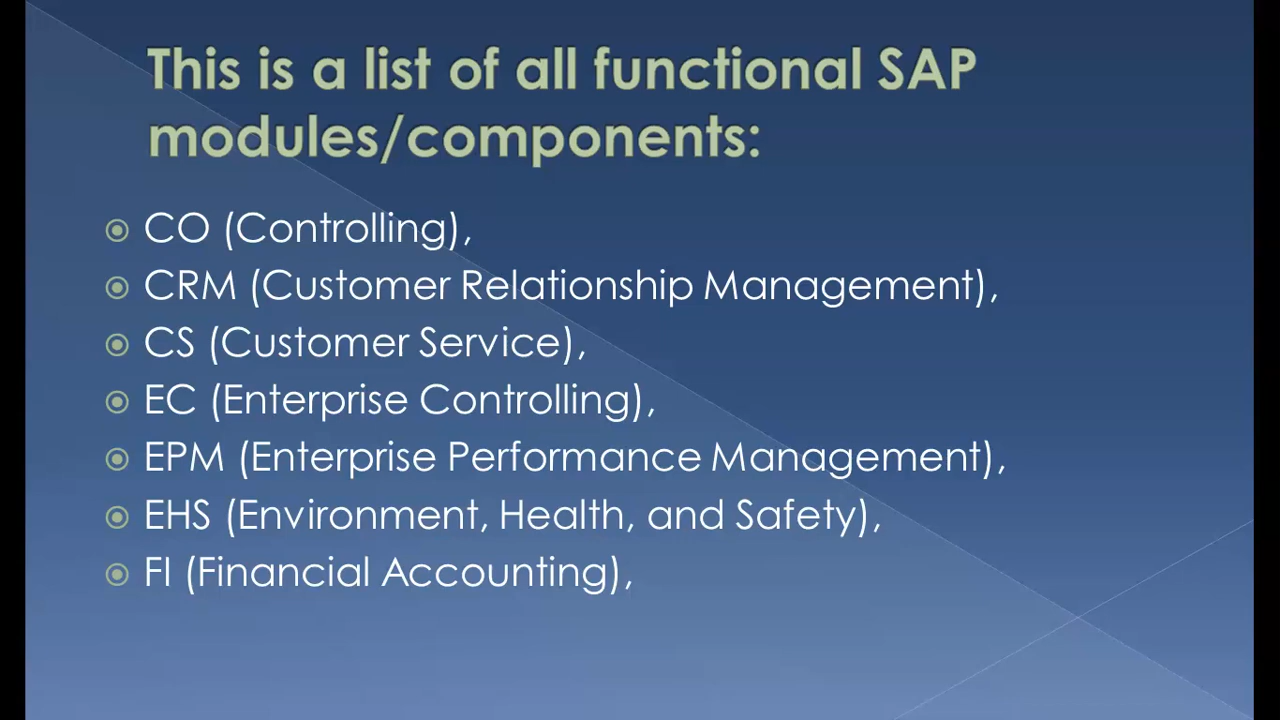 This is a list of all functional SAP
modules/components:
CO (Controlling),
CRM (Customer Relationship Management),
CS (Customer Service),
EC (Enterprise Controlling),
EPM (Enterprise Performance Management),
EHS (Environment, Health, and Safety),
FI (Financial Accounting),